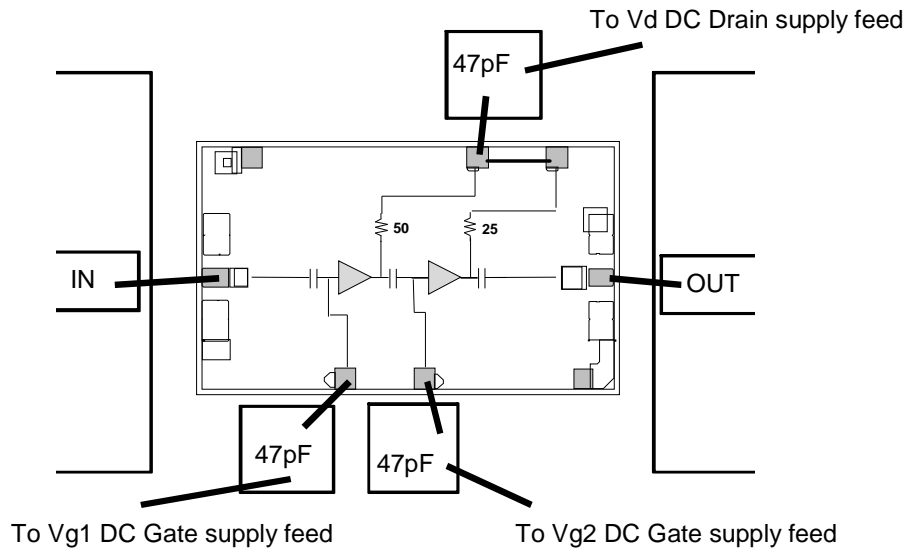 To Vd DC Drain supply feed
47pF
50
25
IN
OUT
47pF
47pF
To Vg1 DC Gate supply feed
To Vg2 DC Gate supply feed